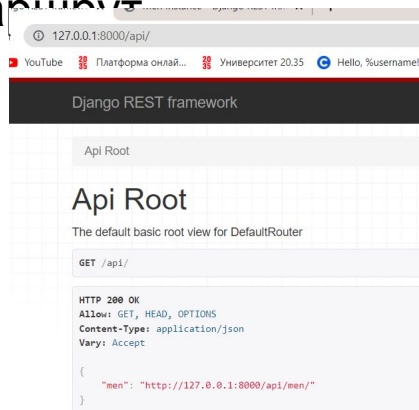 127.0.0.1:8000/api/
YouTube Платформа онлай... Университет 20.35 Hello, %username!
Django REST framework
Api Root
Api Root
The default basic root view for DefaultRouter
GET /api/
HTTP 200 OK
Allow: GET, HEAD, OPTIONS
Content-Type: application/json
Vary: Accept
{
"men": "http://127.0.0.1:8000/api/men/"
}